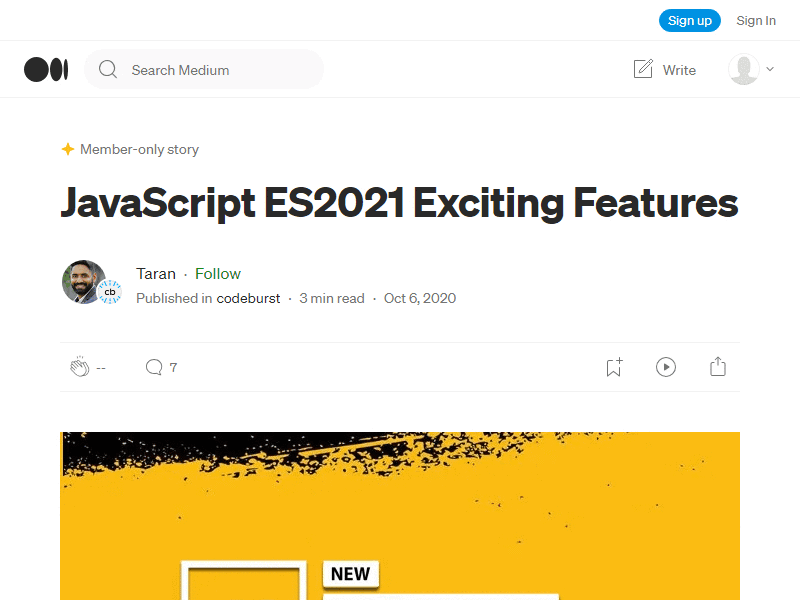 Sign up Sign In
Search Medium Write
Member-only story
JavaScript ES2021 Exciting Features
Taran · Follow
cb
Published in codeburst · 3 min read · Oct 6, 2020
-- 7
NEW